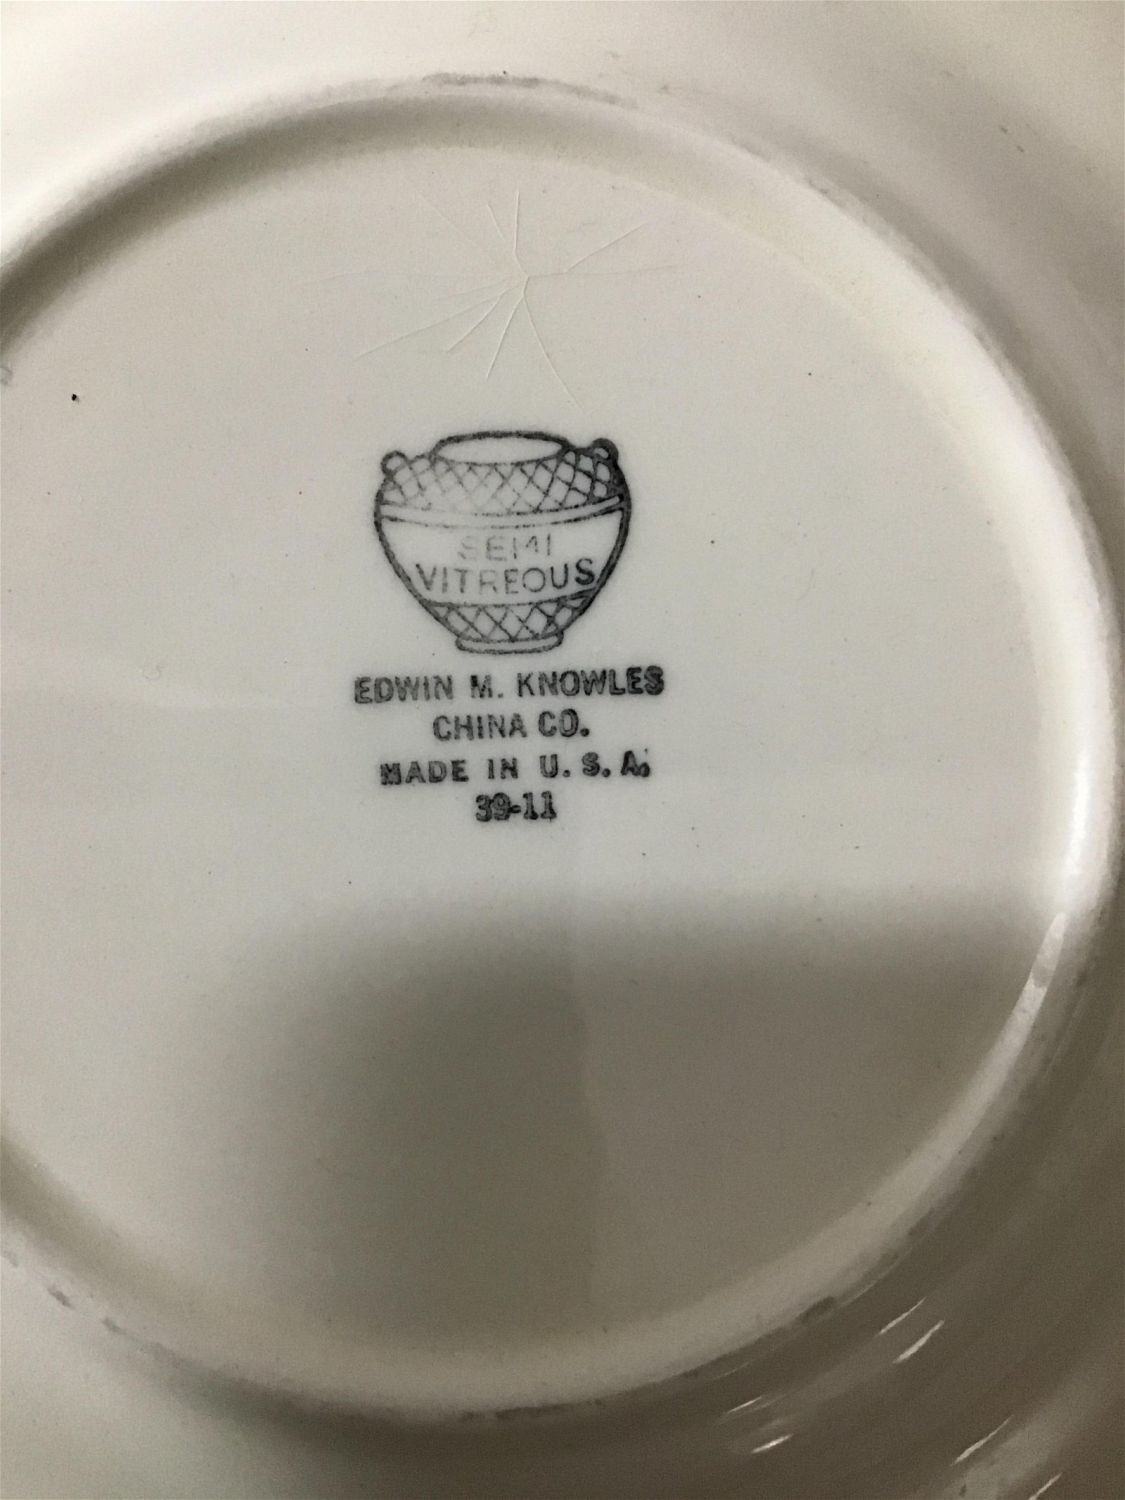 SEMI
VITREOUS
EDWIN M. KNOWLES
CHINA CO.
MADE IN U. S. A.
39-11